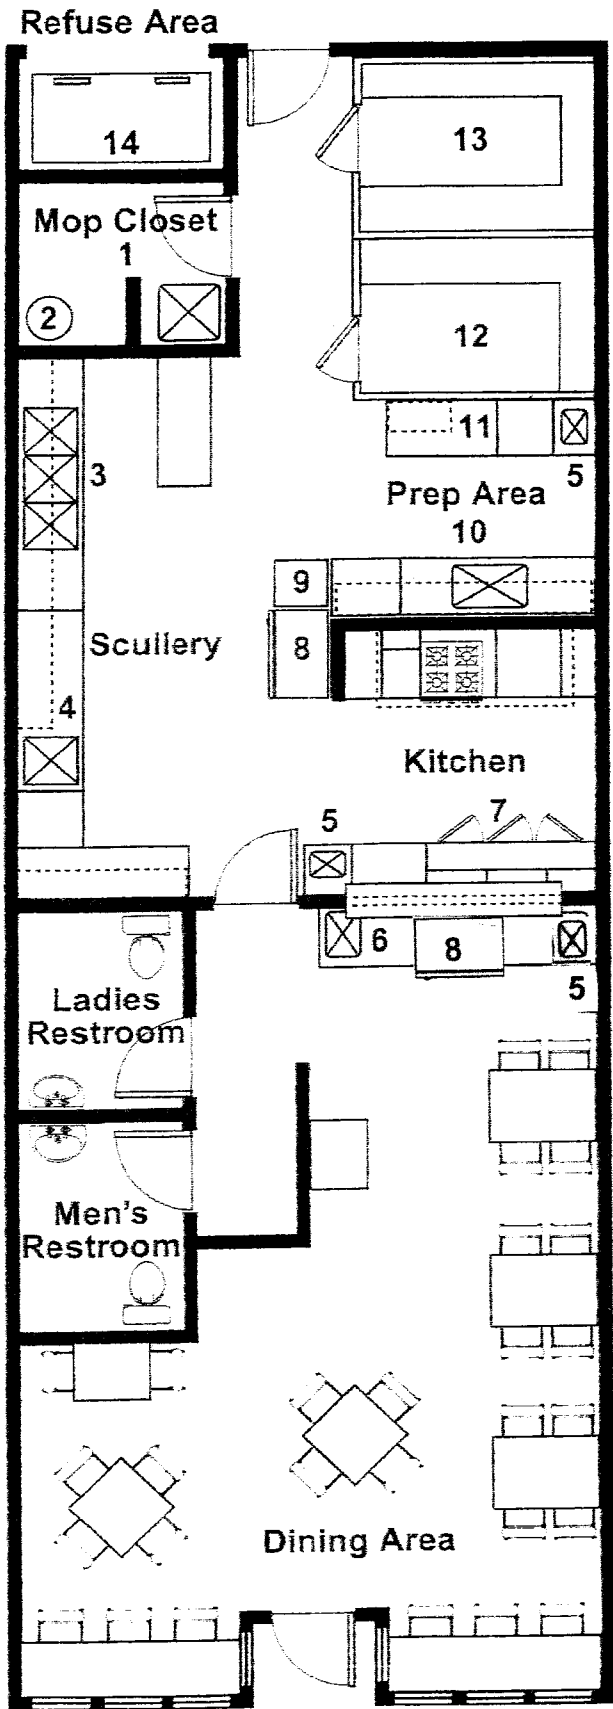 Refuse Area
14
13
Mop Closet
1
2
12
11
3
5
Prep Area
10
9
Scullery
8
4
Kitchen
7
5
6
8
5
Ladies
Restroom
Men's
Restroom
Dining Area